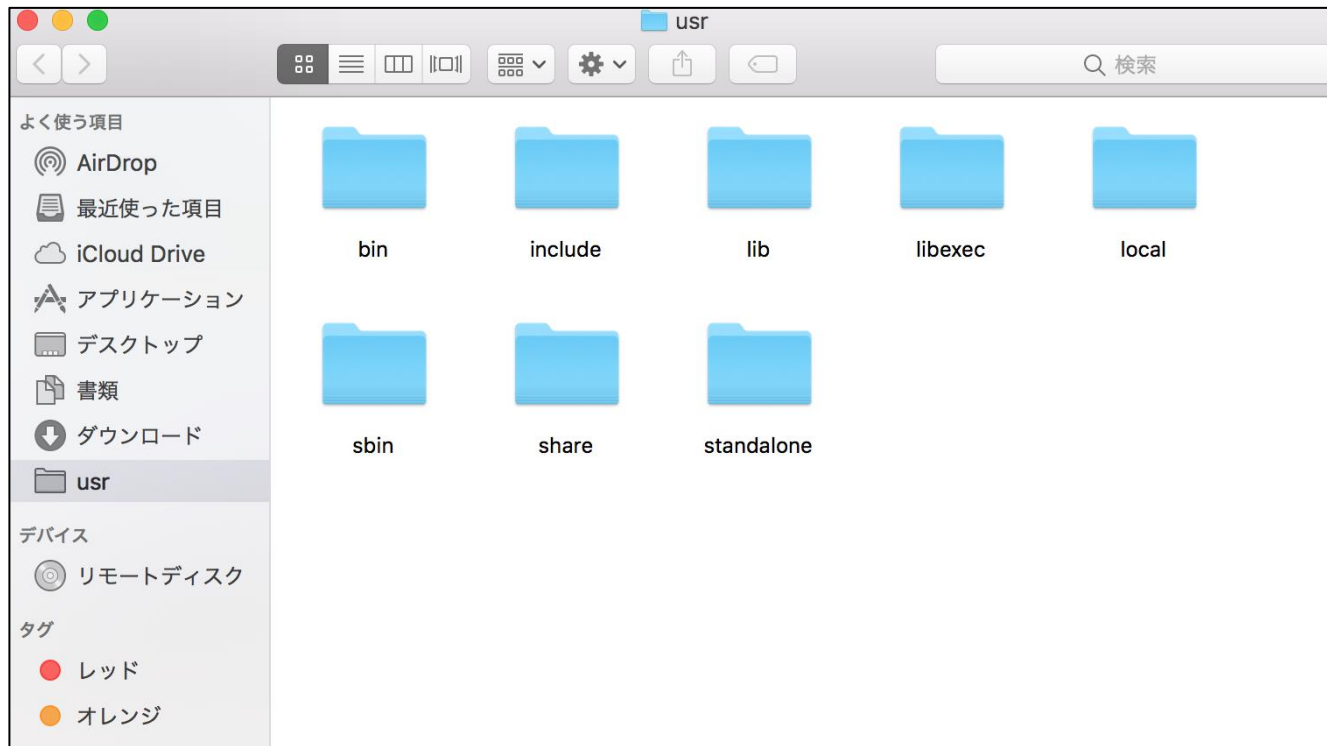 usr
検索
よく使う項目
AirDrop
最近使った項目
iCloud Drive
アプリケーション
デスクトップ
書類
ダウンロード
usr
デバイス
リモートディスク
タグ
レッド
オレンジ
bin include lib libexec local
sbin share standalone